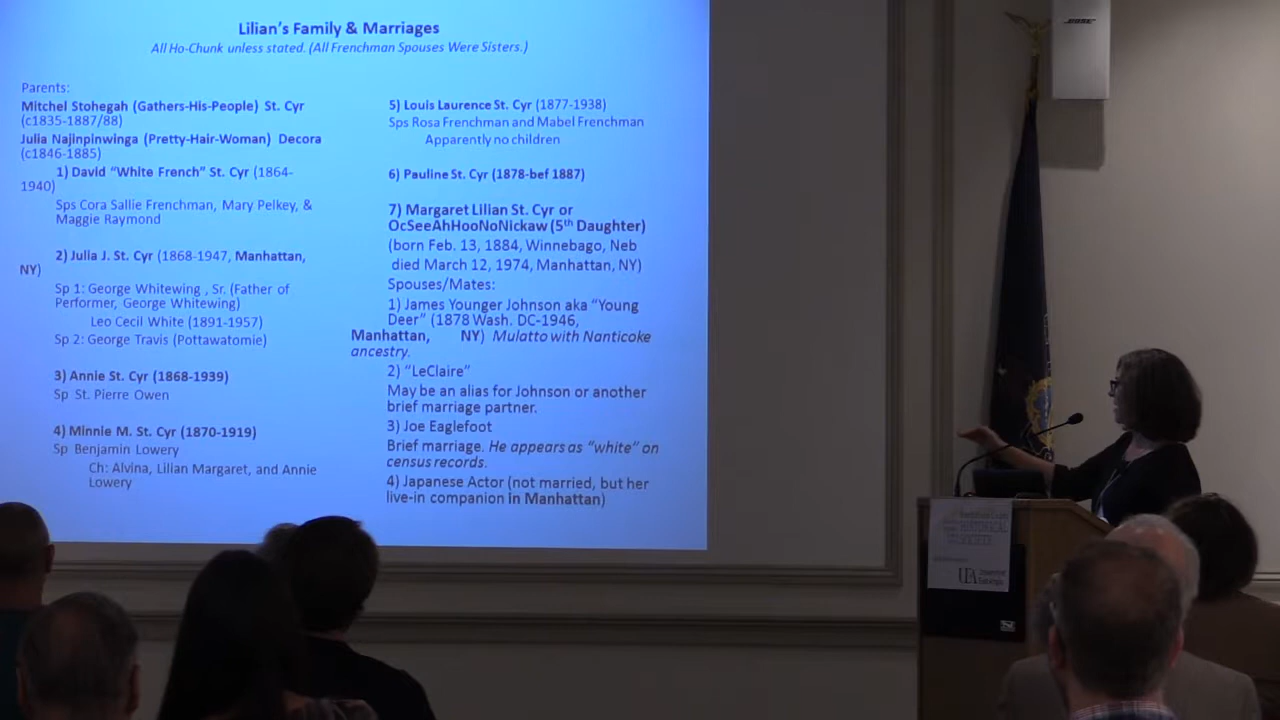 Lilian's Family & Marriages
All Ho-Chunk unless stated. (All Frenchman Spouses Were Sisters.)
Parents:
Mitchel Stohegah (Gathers-His-People) St. Cyr
(c1835-1887/88)
Julia Najinpinwinga (Pretty-Hair-Woman) Decora
(c1846-1885)
1) David "White French" St. Cyr (1864-
1940)
Sps Cora Sallie Frenchman, Mary Pelkey, &
Maggie Raymond
2) Julia J. St. Cyr (1868-1947, Manhattan,
NY)
Sp 1: George Whitewing , Sr. (Father of
Performer, George Whitewing)
Leo Cecil White (1891-1957)
Sp 2: George Travis (Pottawatomie)
3) Annie St. Cyr (1868-1939)
Sp St. Pierre Owen
4) Minnie M. St. Cyr (1870-1919)
Sp Benjamin Lowery
Ch: Alvina, Lilian Margaret, and Annie
Lowery
5) Louis Laurence St. Cyr (1877-1938)
Sps Rosa Frenchman and Mabel Frenchman
Apparently no children
6) Pauline St. Cyr (1878-bef 1887)
7) Margaret Lilian St. Cyr or
OcSeeAhHooNoNickaw (5th Daughter)
(born Feb. 13, 1884, Winnebago, Neb
died March 12, 1974, Manhattan, NY)
Spouses/Mates:
1) James Younger Johnson aka "Young
Deer" (1878 Wash. DC-1946,
Manhattan, NY) Mulatto with Nanticoke
ancestry.
2) "LeClaire"
May be an alias for Johnson or another
brief marriage partner.
3) Joe Eaglefoot
Brief marriage. He appears as "white" on
census records.
4) Japanese Actor (not married, but her
live-in companion in Manhattan)
BOSE
HISTORICAL
SOCIETY